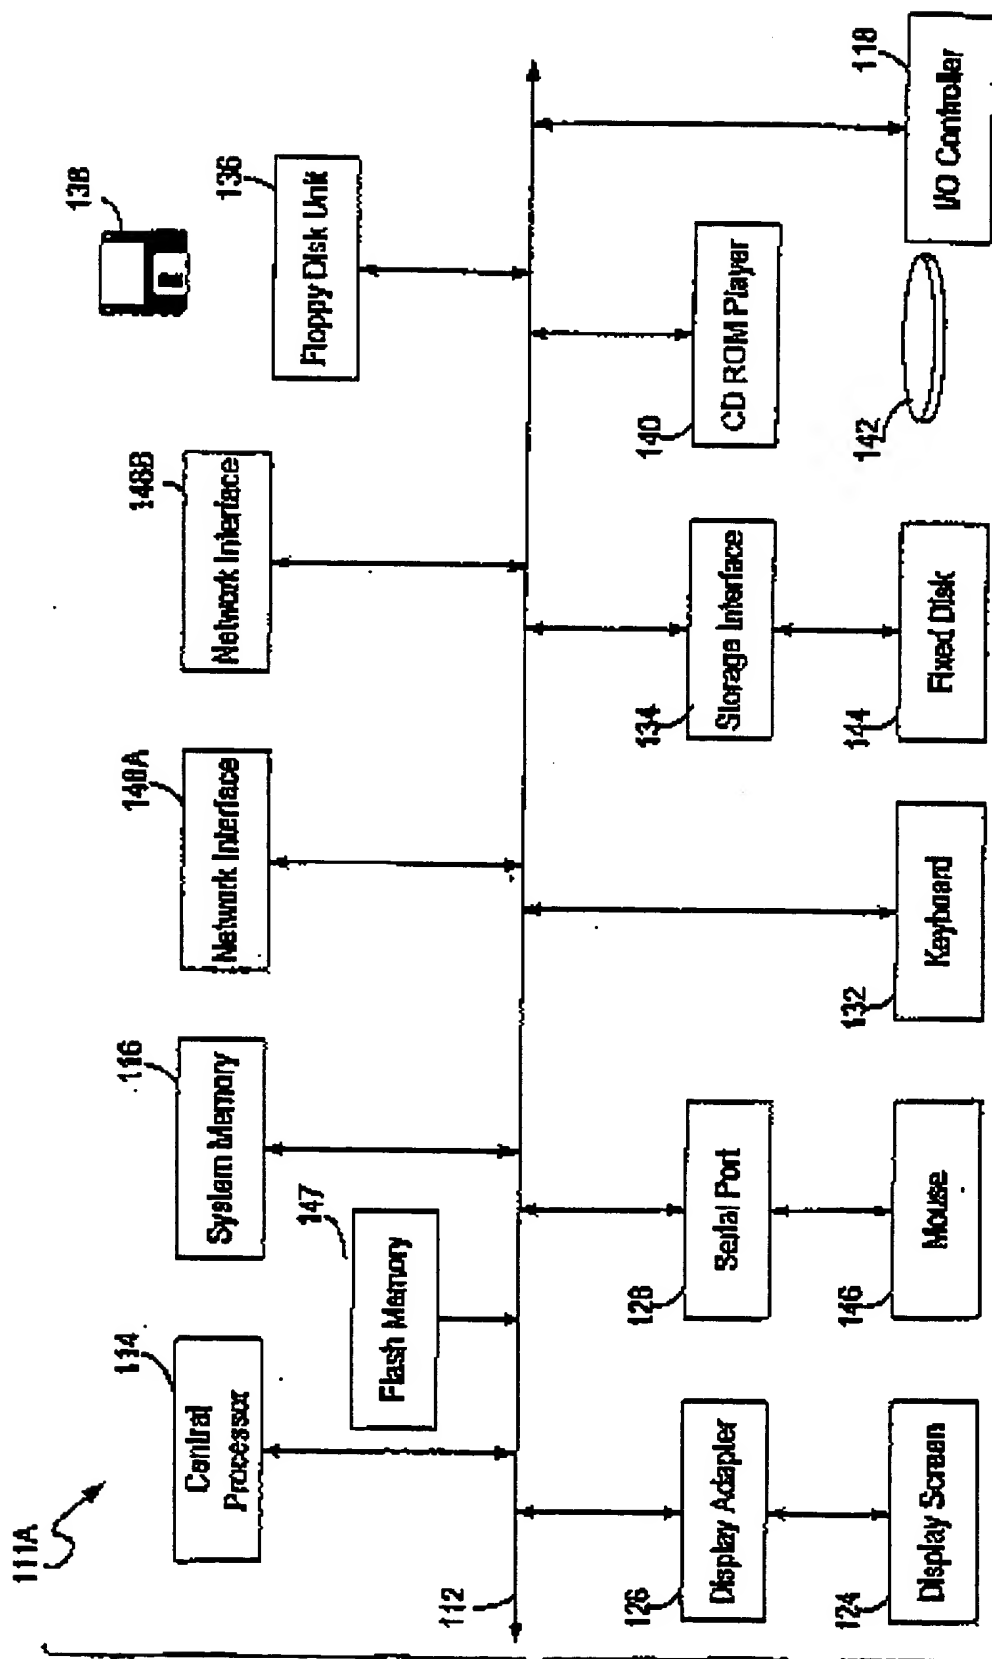 111A
114
Central
Processor
116
System Memory
148A
Network Interface
148B
Network Interface
138
136
Floppy Disk Unit
147
Flash Memory
112
126
Display Adapter
128
Serial Port
134
Storage Interface
140
CD ROM Player
124
Display Screen
146
Mouse
132
Keyboard
144
Fixed Disk
142
118
I/O Controller